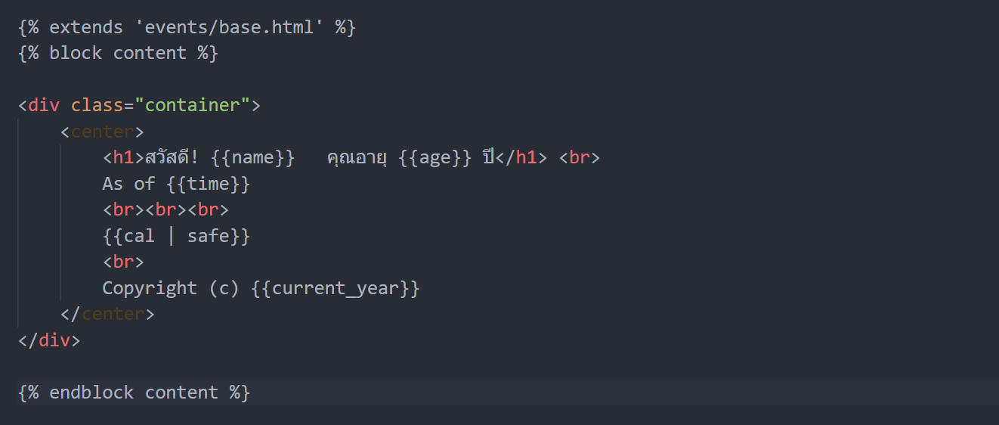 {% extends 'events/base.html' %}
{% block content %}
<div class="container">
<center>
<h1>สวัสดี! {{name}}   คุณอายุ {{age}} ปี</h1> <br>
As of {{time}}
<br><br><br>
{{cal | safe}}
<br>
Copyright (c) {{current_year}}
</center>
</div>
{% endblock content %}